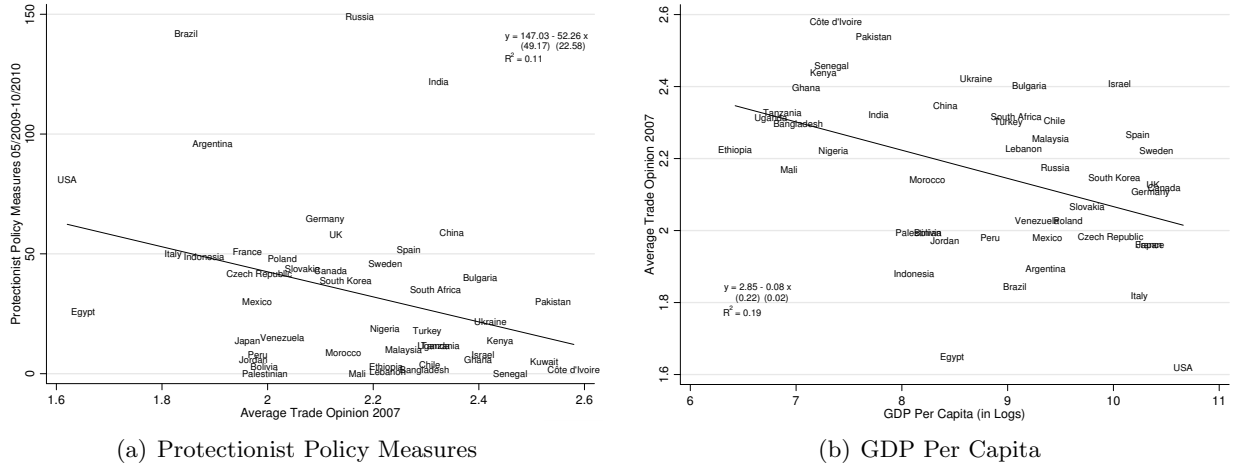 Protectionist Policy Measures 05/2009-10/2010
150
100
50
0
Russia
Brazil
y = 147.03 - 52.26 x
(49.17) (22.58)
R² = 0.11
India
Argentina
USA
Germany
UK
China
Italy
Indonesia
France
Poland
Spain
Czech Republic
Slovakia
Canada
Sweden
South Korea
Bulgaria
South Africa
Mexico
Pakistan
Egypt
Ukraine
Nigeria
Turkey
Japan
Venezuela
Uganda
Tanzania
Kenya
Peru
Morocco
Malaysia
Israel
Jordan
Ghana
Kuwait
Bolivia
Ethiopia
Chile
Palestinian
Mali
Lebanon
Bangladesh
Senegal
Côte d'Ivoire
1.6 1.8 2 2.2 2.4 2.6
Average Trade Opinion 2007
(a) Protectionist Policy Measures
Average Trade Opinion 2007
2.6
2.4
2.2
2
1.8
1.6
Côte d'Ivoire
Pakistan
Senegal
Kenya
Ghana
Ukraine
Bulgaria
Israel
China
Tanzania
Uganda
Bangladesh
India
South Africa
Turkey
Chile
Malaysia
Spain
Ethiopia
Nigeria
Lebanon
Sweden
Mali
Morocco
Russia
South Korea
UK
Canada
Germany
Slovakia
Venezuela
Poland
Palestinian
Bolivia
Jordan
Peru
Mexico
Czech Republic
France
Japan
Indonesia
Argentina
Brazil
Italy
y = 2.85 - 0.08 x
(0.22) (0.02)
R² = 0.19
Egypt
USA
6 7 8 9 10 11
GDP Per Capita (in Logs)
(b) GDP Per Capita